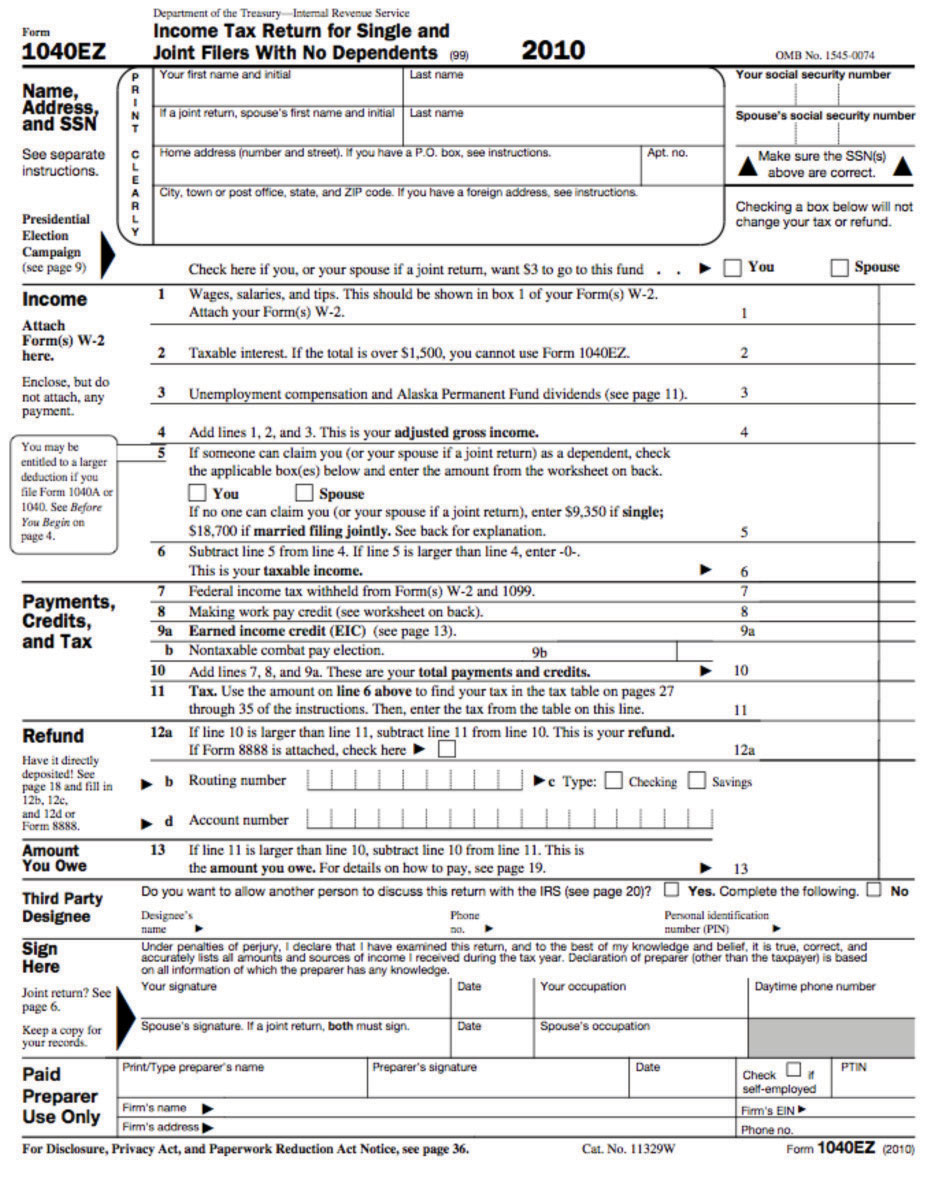 Department of the Treasury—Internal Revenue Service
Form
1040EZ
Income Tax Return for Single and
Joint Filers With No Dependents (99)
2010
OMB No. 1545-0074
Name,
Address,
and SSN
See separate
instructions.
PRINT CLEARLY
Your first name and initial
Last name
Your social security number
If a joint return, spouse's first name and initial
Last name
Spouse's social security number
Home address (number and street). If you have a P.O. box, see instructions.
Apt. no.
▲ Make sure the SSN(s) ▲
above are correct.
City, town or post office, state, and ZIP code. If you have a foreign address, see instructions.
Checking a box below will not
change your tax or refund.
Presidential
Election
Campaign
(see page 9)
Check here if you, or your spouse if a joint return, want $3 to go to this fund . . ▶ You Spouse
Income
Attach
Form(s) W-2
here.
Enclose, but do
not attach, any
payment.
1 Wages, salaries, and tips. This should be shown in box 1 of your Form(s) W-2.
Attach your Form(s) W-2. 1
2 Taxable interest. If the total is over $1,500, you cannot use Form 1040EZ. 2
3 Unemployment compensation and Alaska Permanent Fund dividends (see page 11). 3
4 Add lines 1, 2, and 3. This is your adjusted gross income. 4
You may be
entitled to a larger
deduction if you
file Form 1040A or
1040. See Before
You Begin on
page 4.
5 If someone can claim you (or your spouse if a joint return) as a dependent, check
the applicable box(es) below and enter the amount from the worksheet on back.
You Spouse
If no one can claim you (or your spouse if a joint return), enter $9,350 if single;
$18,700 if married filing jointly. See back for explanation. 5
6 Subtract line 5 from line 4. If line 5 is larger than line 4, enter -0-.
This is your taxable income. ▶ 6
Payments,
Credits,
and Tax
7 Federal income tax withheld from Form(s) W-2 and 1099. 7
8 Making work pay credit (see worksheet on back). 8
9a Earned income credit (EIC) (see page 13). 9a
b Nontaxable combat pay election. 9b
10 Add lines 7, 8, and 9a. These are your total payments and credits. ▶ 10
11 Tax. Use the amount on line 6 above to find your tax in the tax table on pages 27
through 35 of the instructions. Then, enter the tax from the table on this line. 11
Refund
Have it directly
deposited! See
page 18 and fill in
12b, 12c,
and 12d or
Form 8888.
12a If line 10 is larger than line 11, subtract line 11 from line 10. This is your refund.
If Form 8888 is attached, check here ▶ 12a
▶ b Routing number ▶ c Type: Checking Savings
▶ d Account number
Amount
You Owe
13 If line 11 is larger than line 10, subtract line 10 from line 11. This is
the amount you owe. For details on how to pay, see page 19. ▶ 13
Third Party
Designee
Do you want to allow another person to discuss this return with the IRS (see page 20)? Yes. Complete the following. No
Designee's
name ▶
Phone
no. ▶
Personal identification
number (PIN) ▶
Sign
Here
Joint return? See
page 6.
Keep a copy for
your records.
Under penalties of perjury, I declare that I have examined this return, and to the best of my knowledge and belief, it is true, correct, and
accurately lists all amounts and sources of income I received during the tax year. Declaration of preparer (other than the taxpayer) is based
on all information of which the preparer has any knowledge.
Your signature
Date
Your occupation
Daytime phone number
Spouse's signature. If a joint return, both must sign.
Date
Spouse's occupation
Paid
Preparer
Use Only
Print/Type preparer's name
Preparer's signature
Date
Check if
self-employed
PTIN
Firm's name ▶
Firm's EIN ▶
Firm's address ▶
Phone no.
For Disclosure, Privacy Act, and Paperwork Reduction Act Notice, see page 36.
Cat. No. 11329W
Form 1040EZ (2010)